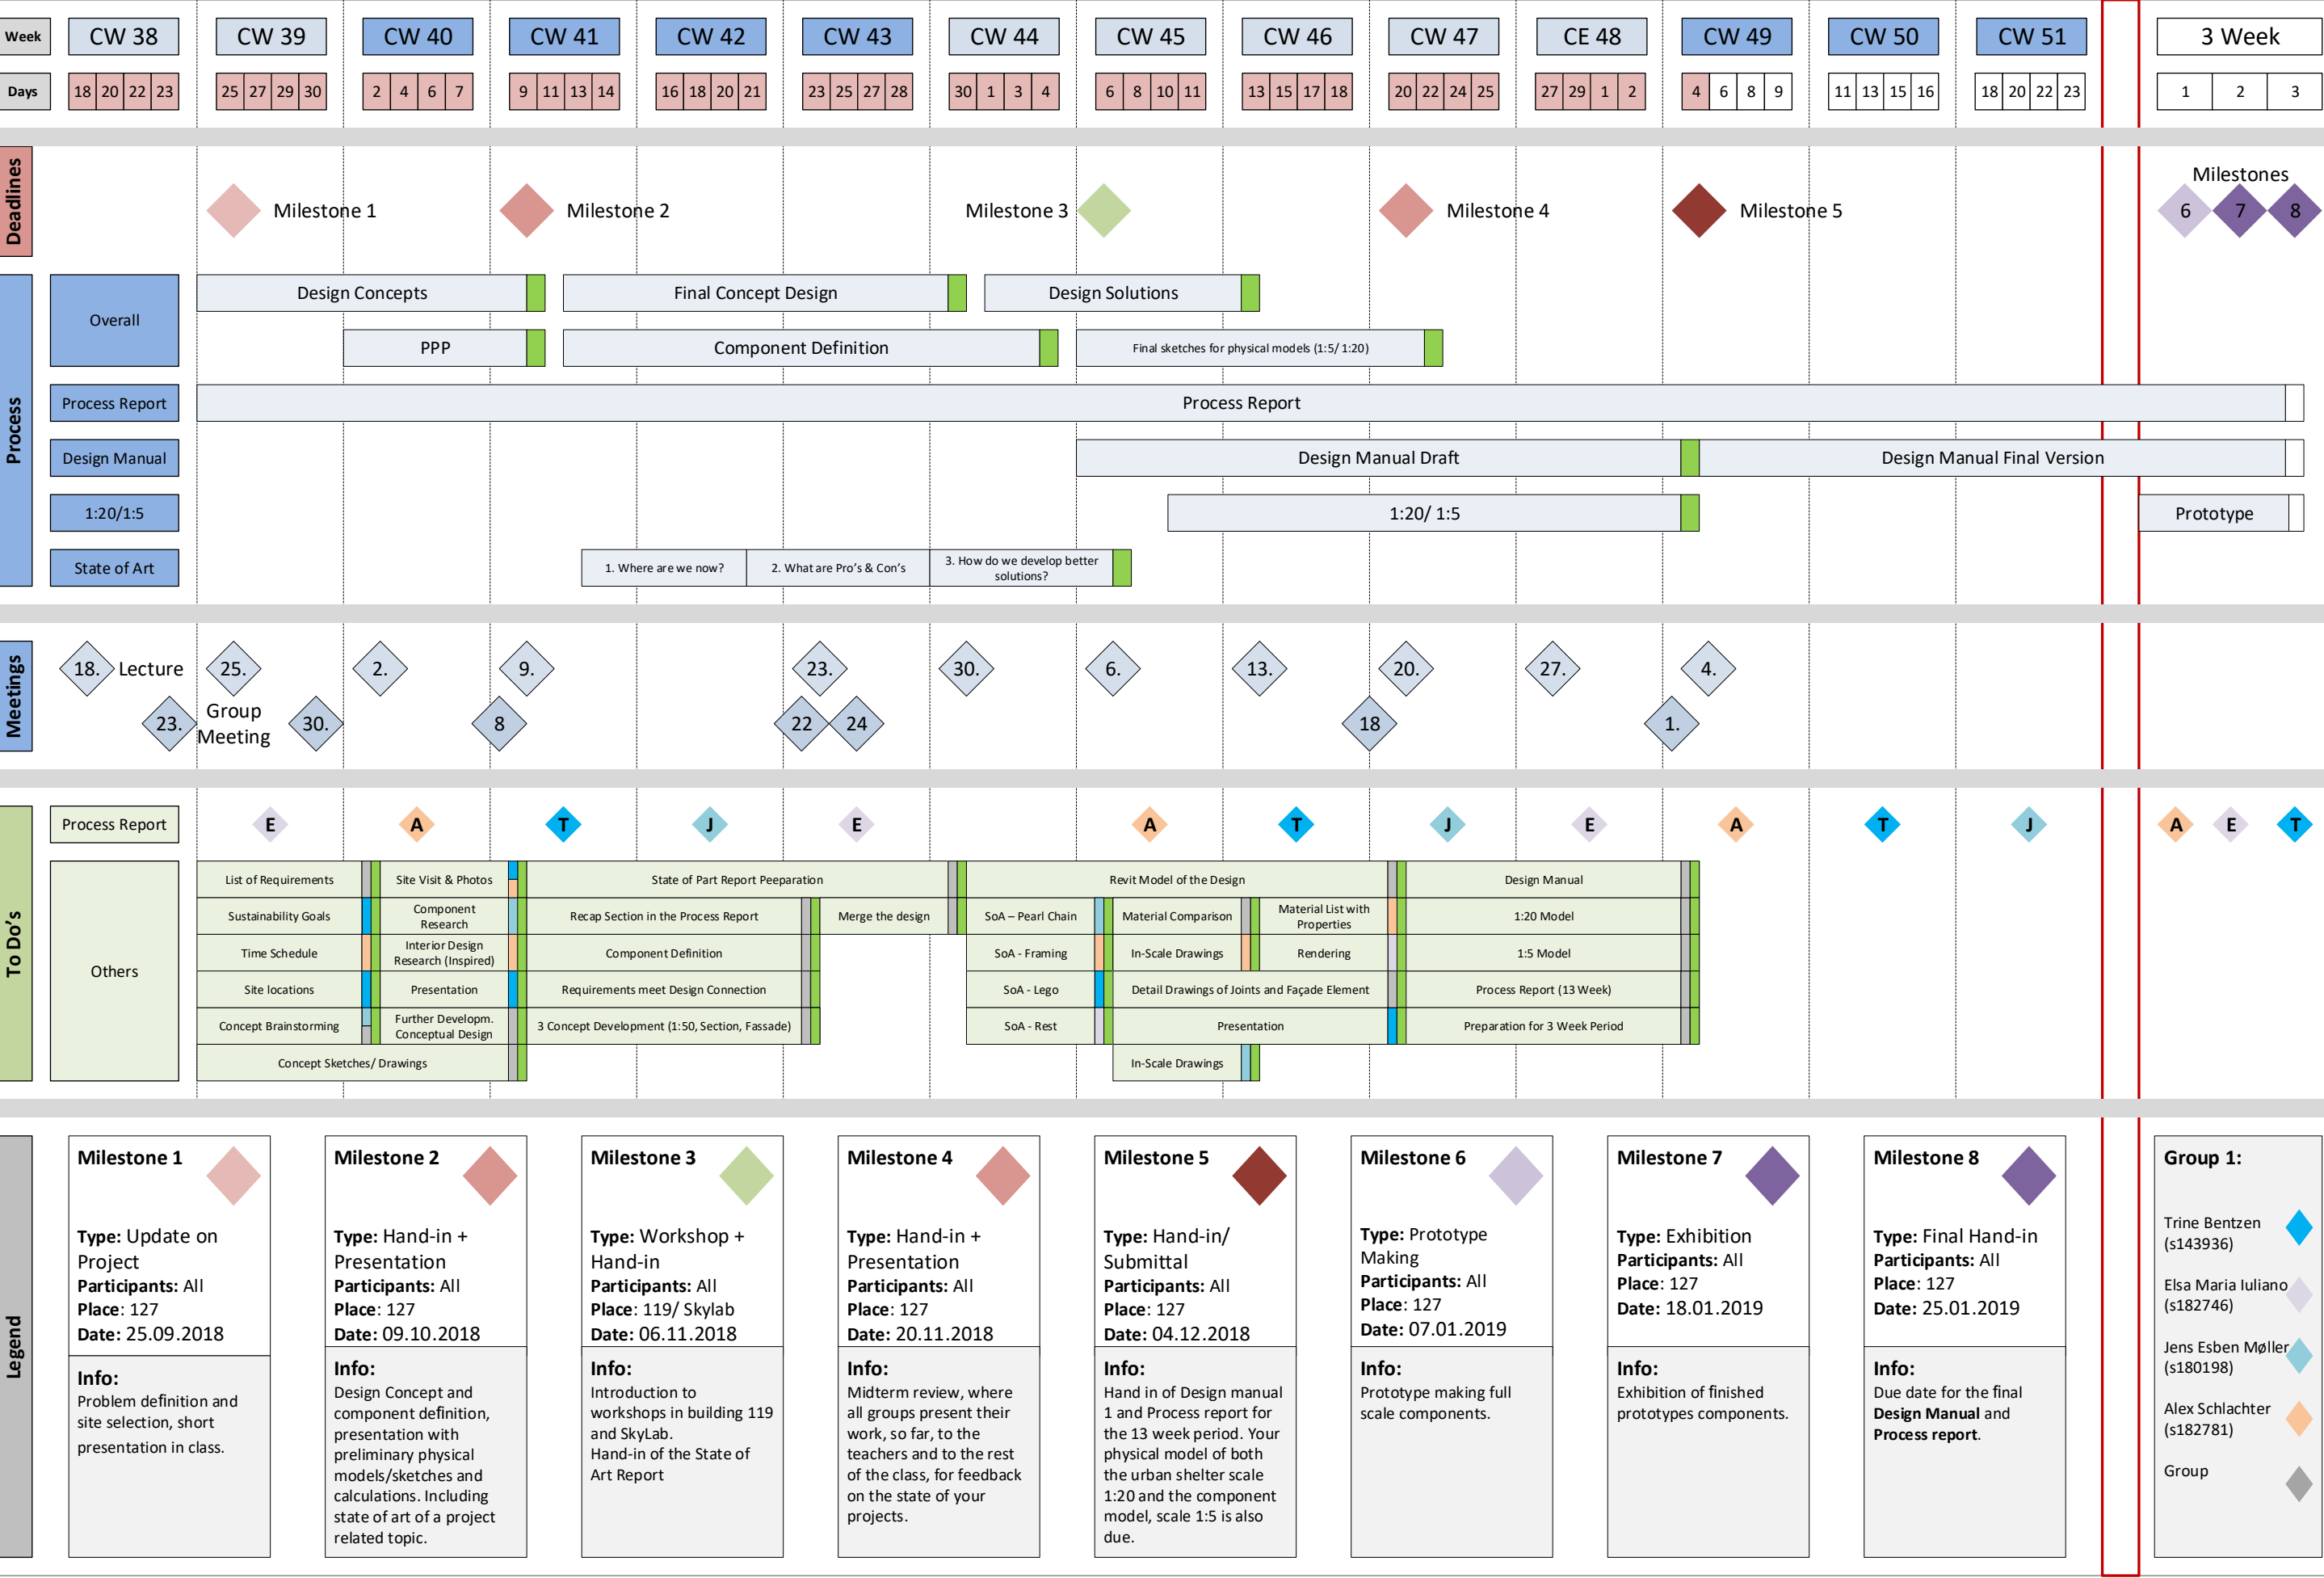 Week
CW 38
CW 39
CW 40
CW 41
CW 42
CW 43
CW 44
CW 45
CW 46
CW 47
CE 48
CW 49
CW 50
CW 51
3 Week
Days
18 20 22 23
25 27 29 30
2 4 6 7
9 11 13 14
16 18 20 21
23 25 27 28
30 1 3 4
6 8 10 11
13 15 17 18
20 22 24 25
27 29 1 2
4 6 8 9
11 13 15 16
18 20 22 23
1 2 3
Deadlines
Milestone 1
Milestone 2
Milestone 3
Milestone 4
Milestone 5
Milestones
6 7 8
Process
Overall
Design Concepts
Final Concept Design
Design Solutions
PPP
Component Definition
Final sketches for physical models (1:5/ 1:20)
Process Report
Process Report
Design Manual
Design Manual Draft
Design Manual Final Version
1:20/1:5
1:20/ 1:5
Prototype
State of Art
1. Where are we now?
2. What are Pro’s & Con’s
3. How do we develop better
solutions?
Meetings
18. Lecture
25.
2.
9.
23.
30.
6.
13.
20.
27.
4.
23.
Group
Meeting
30.
8
22
24
18
1.
To Do’s
Process Report
E
A
T
J
E
A
T
J
E
A
T
J
A
E
T
Others
List of Requirements
Site Visit & Photos
State of Part Report Peeparation
Revit Model of the Design
Design Manual
Sustainability Goals
Component
Research
Recap Section in the Process Report
Merge the design
SoA – Pearl Chain
Material Comparison
Material List with
Properties
1:20 Model
Time Schedule
Interior Design
Research (Inspired)
Component Definition
SoA - Framing
In-Scale Drawings
Rendering
1:5 Model
Site locations
Presentation
Requirements meet Design Connection
SoA - Lego
Detail Drawings of Joints and Façade Element
Process Report (13 Week)
Concept Brainstorming
Further Developm.
Conceptual Design
3 Concept Development (1:50, Section, Fassade)
SoA - Rest
Presentation
Preparation for 3 Week Period
Concept Sketches/ Drawings
In-Scale Drawings
Legend
Milestone 1
Type: Update on
Project
Participants: All
Place: 127
Date: 25.09.2018
Info:
Problem definition and
site selection, short
presentation in class.
Milestone 2
Type: Hand-in +
Presentation
Participants: All
Place: 127
Date: 09.10.2018
Info:
Design Concept and
component definition,
presentation with
preliminary physical
models/sketches and
calculations. Including
state of art of a project
related topic.
Milestone 3
Type: Workshop +
Hand-in
Participants: All
Place: 119/ Skylab
Date: 06.11.2018
Info:
Introduction to
workshops in building 119
and SkyLab.
Hand-in of the State of
Art Report
Milestone 4
Type: Hand-in +
Presentation
Participants: All
Place: 127
Date: 20.11.2018
Info:
Midterm review, where
all groups present their
work, so far, to the
teachers and to the rest
of the class, for feedback
on the state of your
projects.
Milestone 5
Type: Hand-in/
Submittal
Participants: All
Place: 127
Date: 04.12.2018
Info:
Hand in of Design manual
1 and Process report for
the 13 week period. Your
physical model of both
the urban shelter scale
1:20 and the component
model, scale 1:5 is also
due.
Milestone 6
Type: Prototype
Making
Participants: All
Place: 127
Date: 07.01.2019
Info:
Prototype making full
scale components.
Milestone 7
Type: Exhibition
Participants: All
Place: 127
Date: 18.01.2019
Info:
Exhibition of finished
prototypes components.
Milestone 8
Type: Final Hand-in
Participants: All
Place: 127
Date: 25.01.2019
Info:
Due date for the final
Design Manual and
Process report.
Group 1:
Trine Bentzen
(s143936)
Elsa Maria Iuliano
(s182746)
Jens Esben Møller
(s180198)
Alex Schlachter
(s182781)
Group